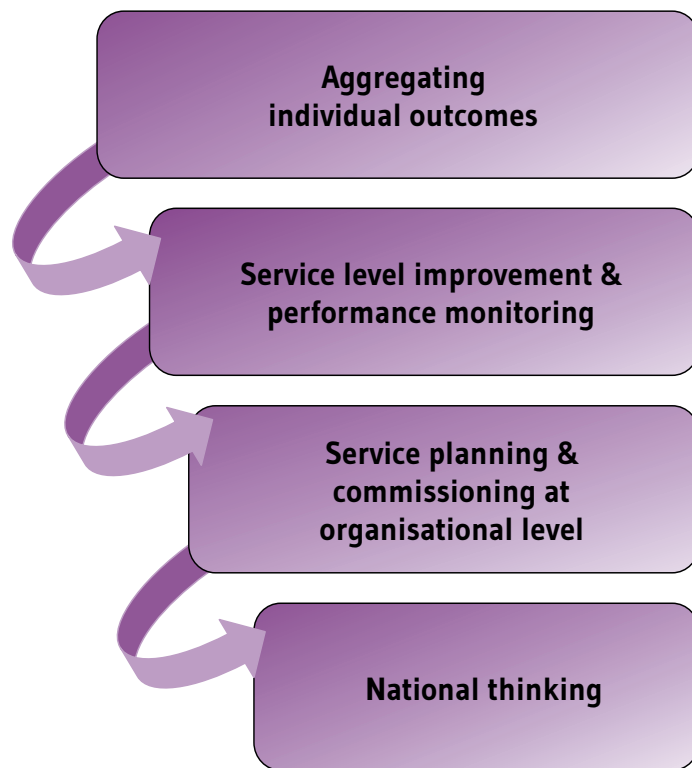 Aggregating
individual outcomes
Service level improvement &
performance monitoring
Service planning &
commissioning at
organisational level
National thinking